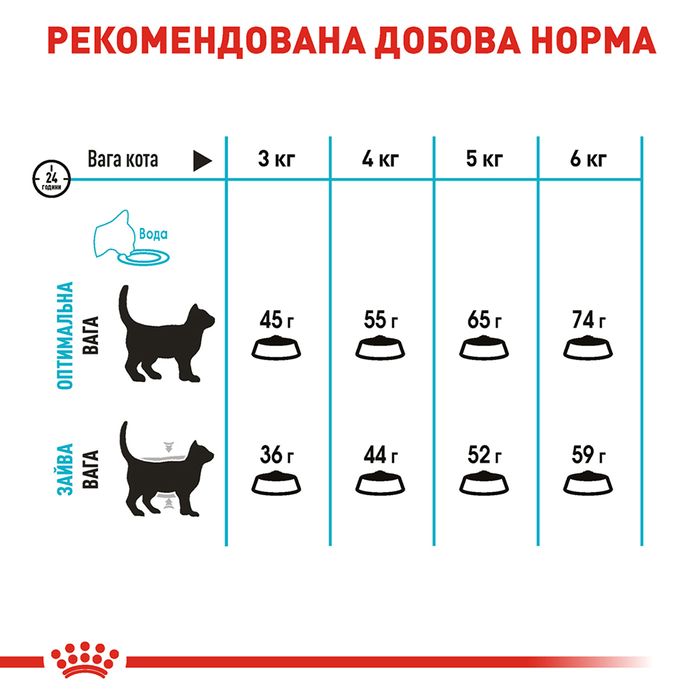 РЕКОМЕНДОВАНА ДОБОВА НОРМА
Вага кота 3 кг 4 кг 5 кг 6 кг
24
години
Вода
ОПТИМАЛЬНА
ВАГА
45 г 55 г 65 г 74 г
ЗАЙВА
ВАГА
36 г 44 г 52 г 59 г